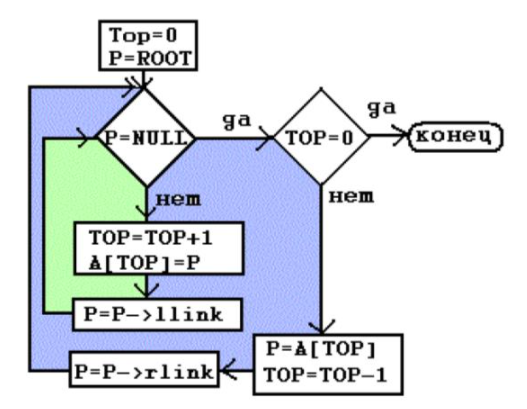 Top=0
P=ROOT
P=NULL
да
TOP=0
да
конец
нет
нет
TOP=TOP+1
A[TOP]=P
P=P->llink
P=A[TOP]
TOP=TOP-1
P=P->rlink